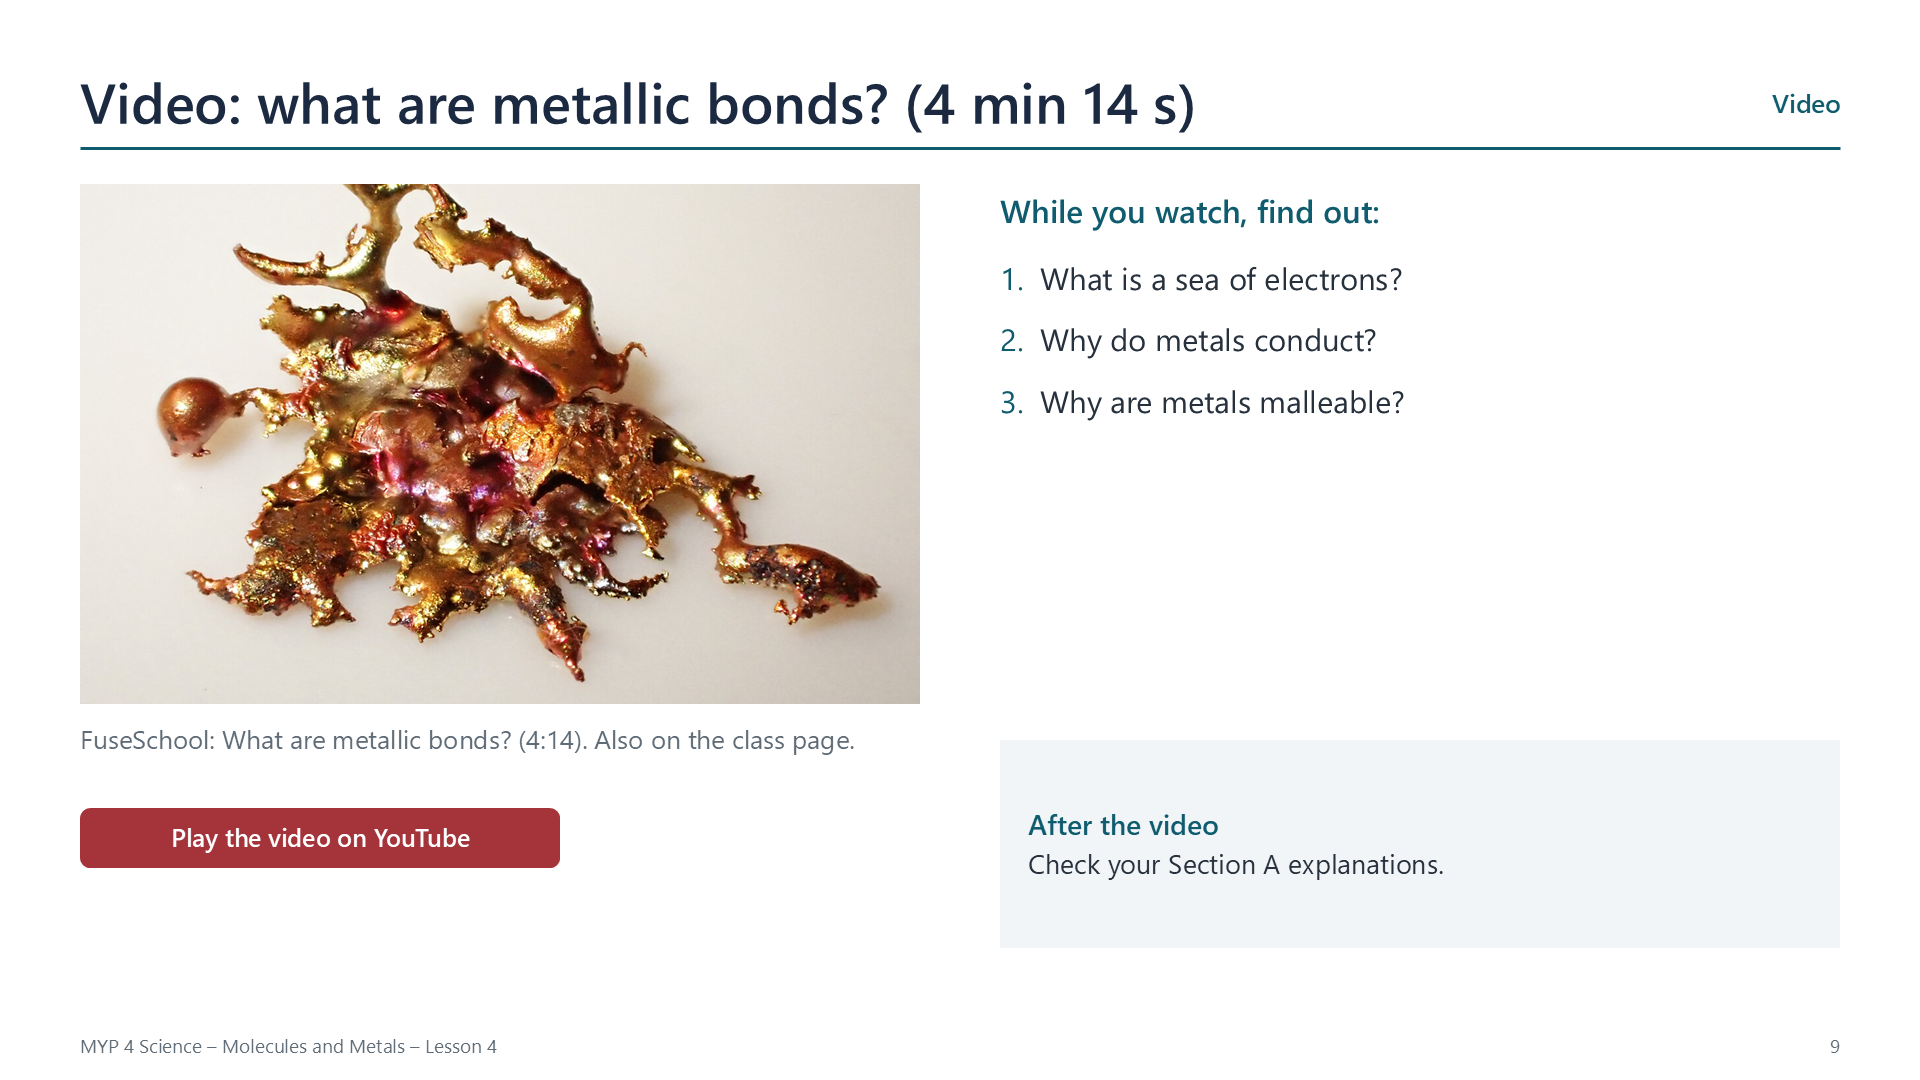 Video: what are metallic bonds? (4 min 14 s)
Video
While you watch, find out:
1. What is a sea of electrons?
2. Why do metals conduct?
3. Why are metals malleable?
FuseSchool: What are metallic bonds? (4:14). Also on the class page.
Play the video on YouTube
After the video
Check your Section A explanations.
MYP 4 Science – Molecules and Metals – Lesson 4
9